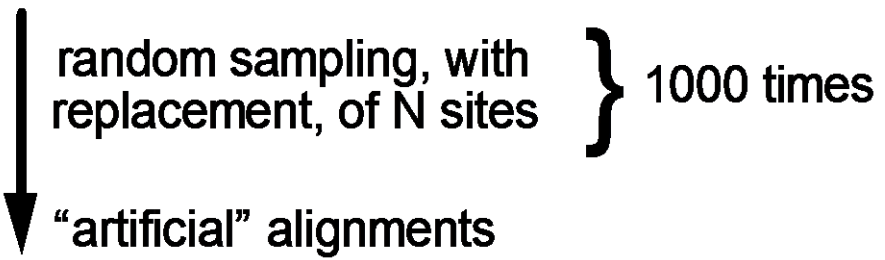 random sampling, with
replacement, of N sites
} 1000 times
“artificial” alignments